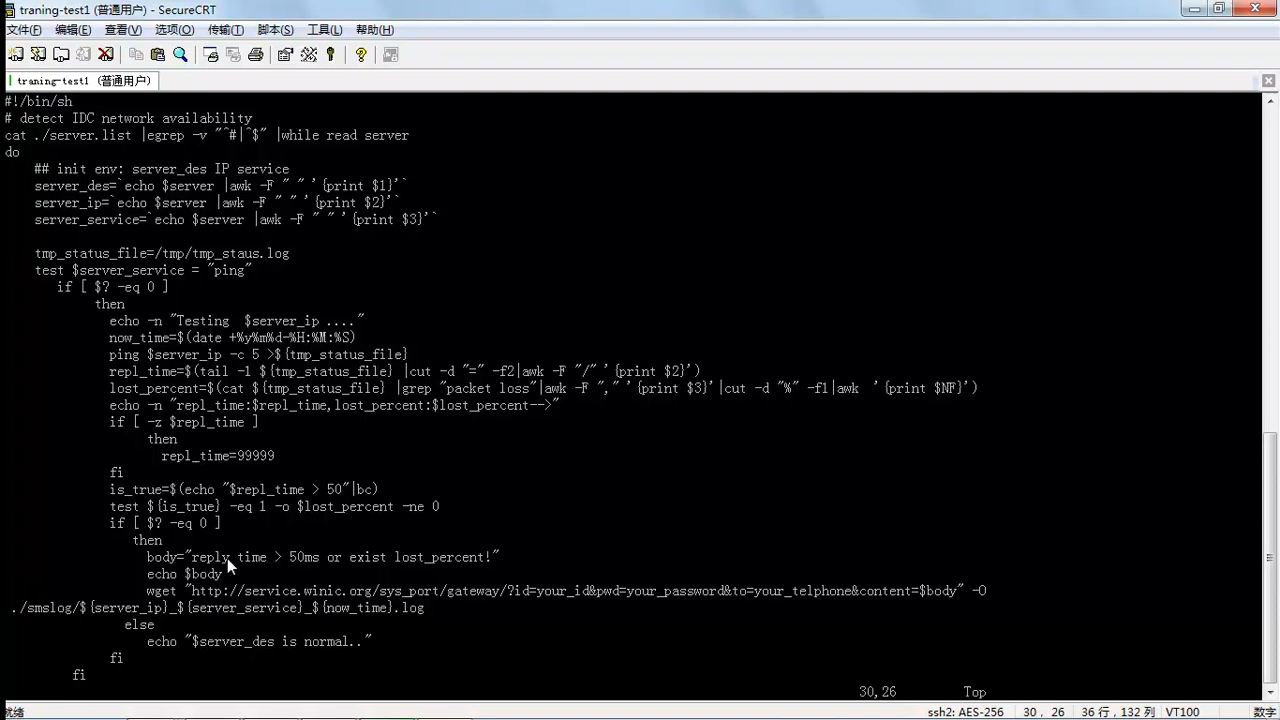 traning-test1 (普通用户) - SecureCRT
文件(F) 编辑(E) 查看(V) 选项(O) 传输(T) 脚本(S) 工具(L) 帮助(H)
traning-test1 (普通用户)
#!/bin/sh
# detect IDC network availability
cat ./server.list |egrep -v "^#|^$" |while read server
do
    ## init env: server_des IP service
    server_des=`echo $server |awk -F " " '{print $1}'`
    server_ip=`echo $server |awk -F " " '{print $2}'`
    server_service=`echo $server |awk -F " " '{print $3}'`
    tmp_status_file=/tmp/tmp_staus.log
    test $server_service = "ping"
       if [ $? -eq 0 ]
            then
              echo -n "Testing  $server_ip ...."
              now_time=$(date +%y%m%d-%H:%M:%S)
              ping $server_ip -c 5 >${tmp_status_file}
              repl_time=$(tail -1 ${tmp_status_file} |cut -d "=" -f2|awk -F "/" '{print $2}')
              lost_percent=$(cat ${tmp_status_file} |grep "packet loss"|awk -F "," '{print $3}'|cut -d "%" -f1|awk  '{print $NF}')
              echo -n "repl_time:$repl_time,lost_percent:$lost_percent-->"
              if [ -z $repl_time ]
                   then
                     repl_time=99999
              fi
              is_true=$(echo "$repl_time > 50"|bc)
              test ${is_true} -eq 1 -o $lost_percent -ne 0
              if [ $? -eq 0 ]
                 then
                   body="reply_time > 50ms or exist lost_percent!"
                   echo $body
                   wget "http://service.winic.org/sys_port/gateway/?id=your_id&pwd=your_password&to=your_telphone&content=$body" -O
 ./smslog/${server_ip}_${server_service}_${now_time}.log
                else
                   echo "$server_des is normal.."
              fi
         fi
30,26 Top
就绪 ssh2: AES-256 30, 26 36 行, 132 列 VT100 数字